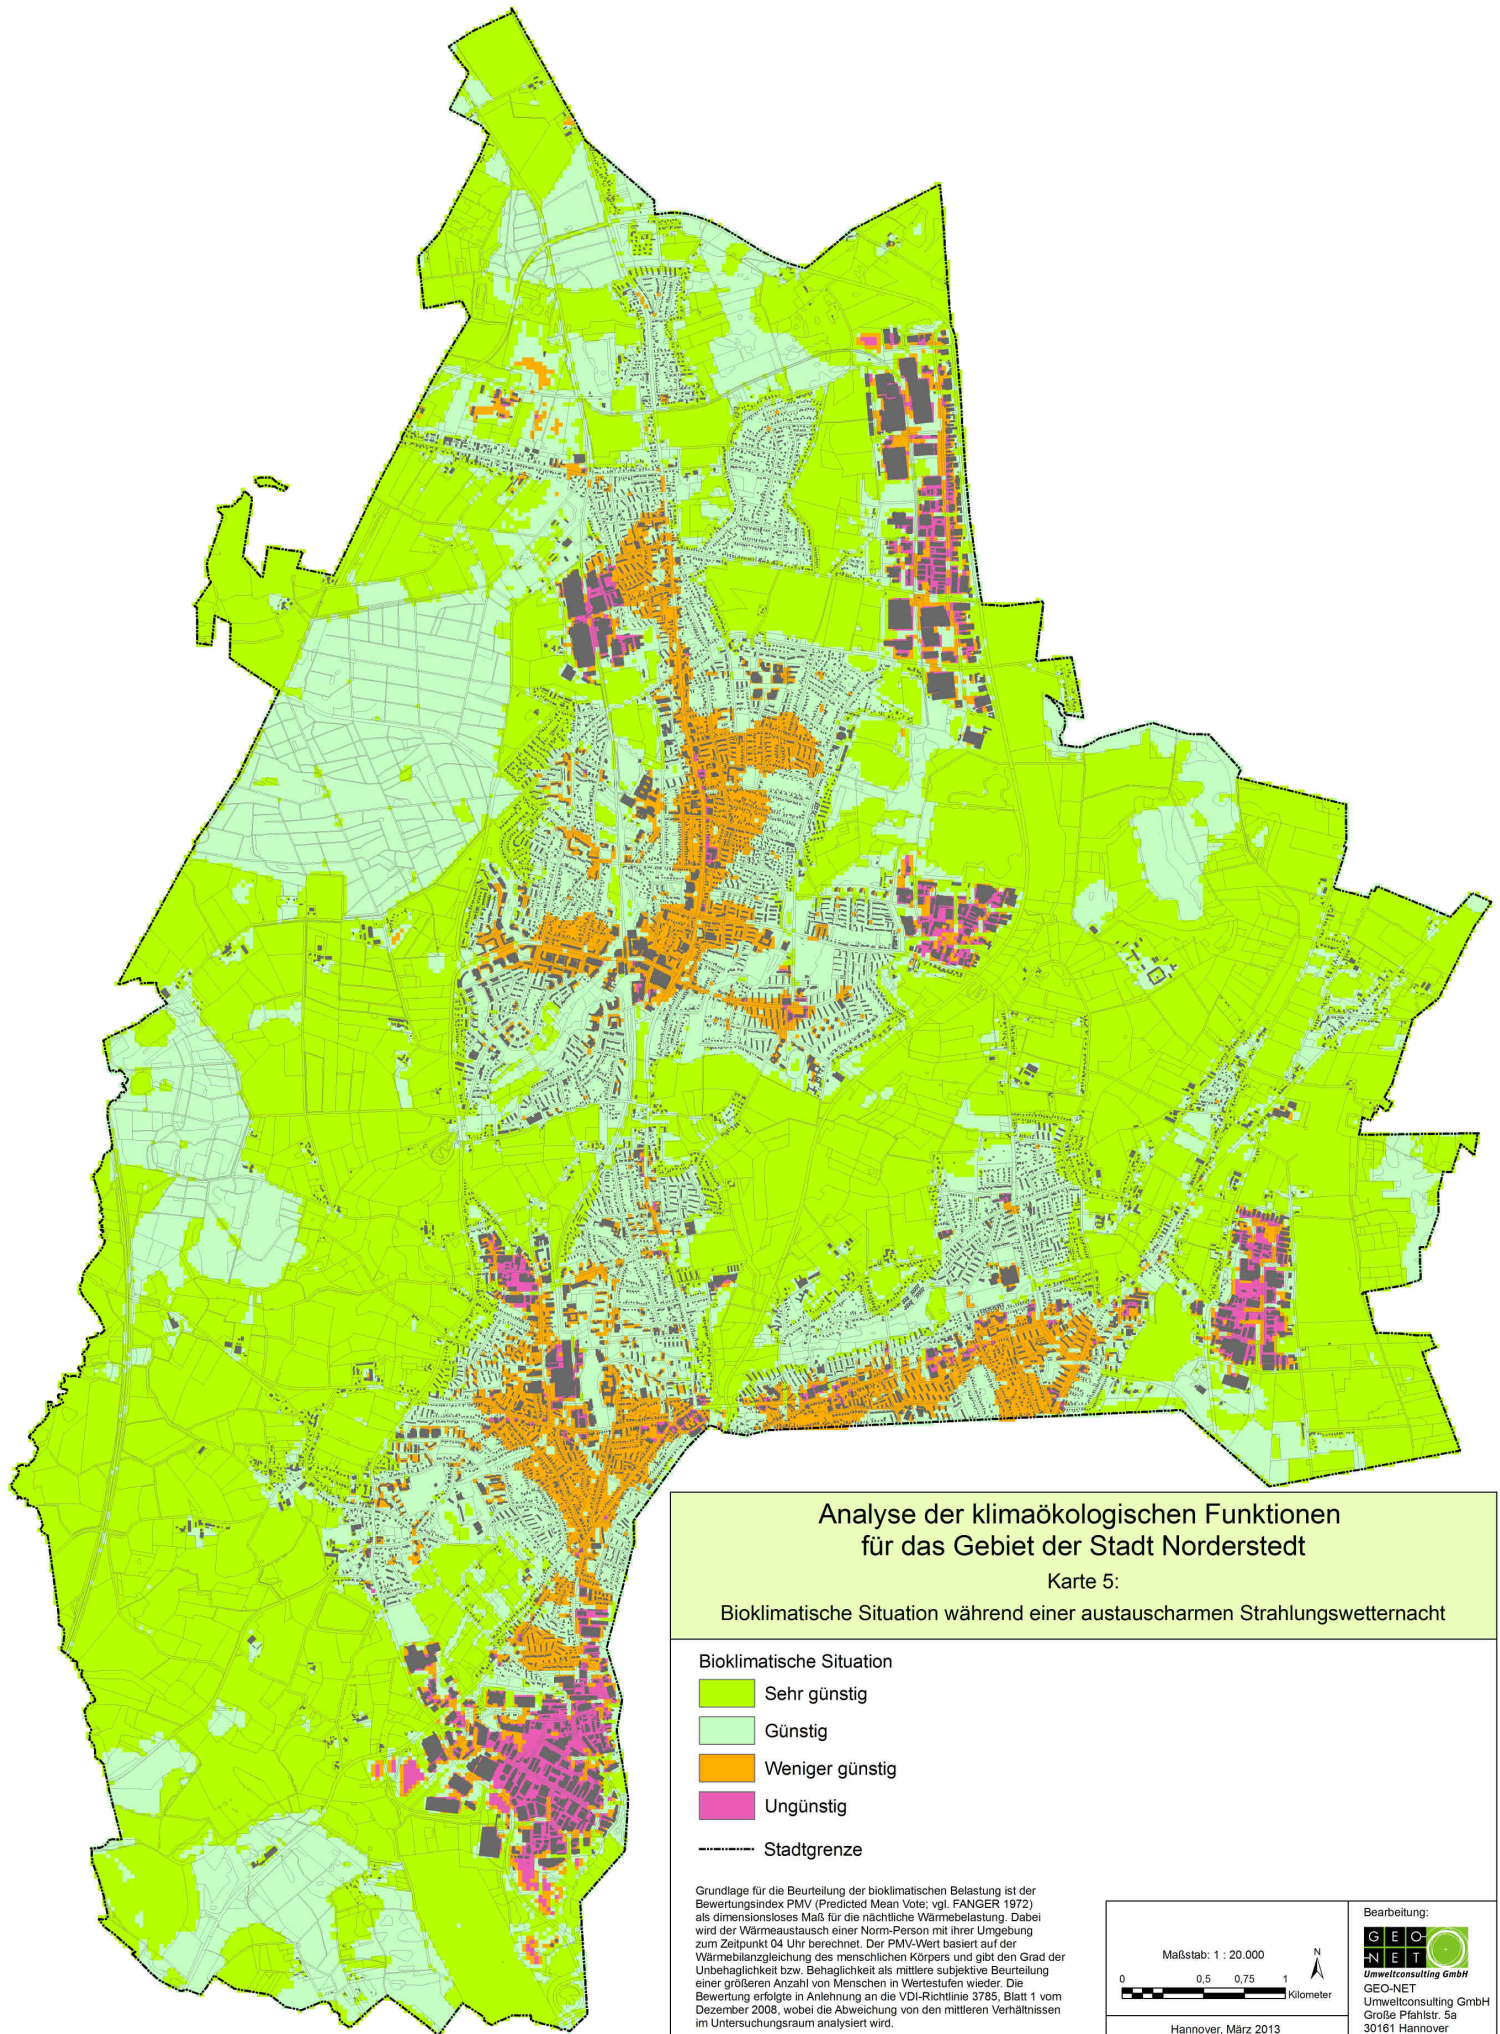 Analyse der klimaökologischen Funktionen
für das Gebiet der Stadt Norderstedt
Karte 5:
Bioklimatische Situation während einer austauscharmen Strahlungswetternacht
Bioklimatische Situation
Sehr günstig
Günstig
Weniger günstig
Ungünstig
Stadtgrenze
Grundlage für die Beurteilung der bioklimatischen Belastung ist der
Bewertungsindex PMV (Predicted Mean Vote; vgl. FANGER 1972)
als dimensionsloses Maß für die nächtliche Wärmebelastung. Dabei
wird der Wärmeaustausch einer Norm-Person mit ihrer Umgebung
zum Zeitpunkt 04 Uhr berechnet. Der PMV-Wert basiert auf der
Wärmebilanzgleichung des menschlichen Körpers und gibt den Grad der
Unbehaglichkeit bzw. Behaglichkeit als mittlere subjektive Beurteilung
einer größeren Anzahl von Menschen in Wertestufen wieder. Die
Bewertung erfolgte in Anlehnung an die VDI-Richtlinie 3785, Blatt 1 vom
Dezember 2008, wobei die Abweichung von den mittleren Verhältnissen
im Untersuchungsraum analysiert wird.
Maßstab: 1 : 20.000
N
0 0,5 0,75 1
Kilometer
Hannover, März 2013
Bearbeitung:
GEO-
NET
Umweltconsulting GmbH
GEO-NET
Umweltconsulting GmbH
Große Pfahlstr. 5a
30161 Hannover